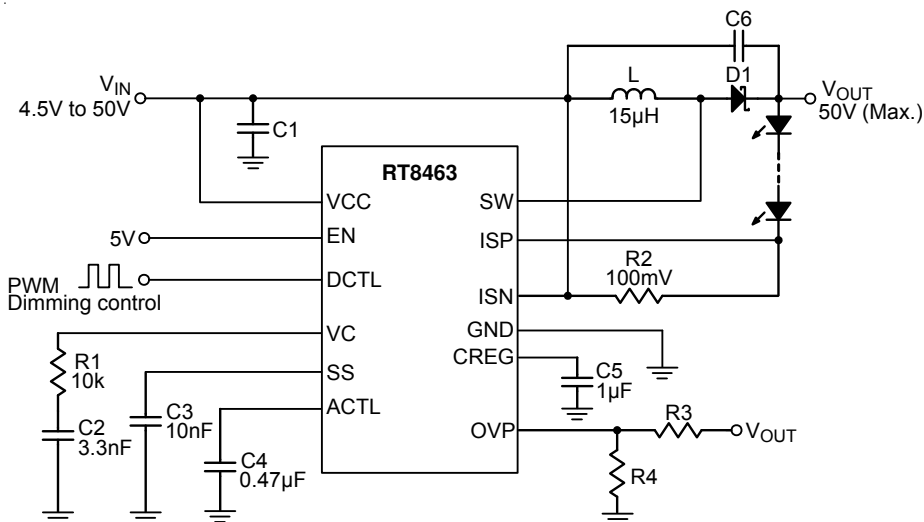 C6
L
15µH
D1
VIN
4.5V to 50V
VOUT
50V (Max.)
C1
RT8463
VCC
SW
5V
EN
ISP
PWM
Dimming control
DCTL
R2
100mV
ISN
VC
GND
R1
10k
CREG
C5
1µF
SS
C3
10nF
ACTL
C2
3.3nF
C4
0.47µF
OVP
R3
VOUT
R4